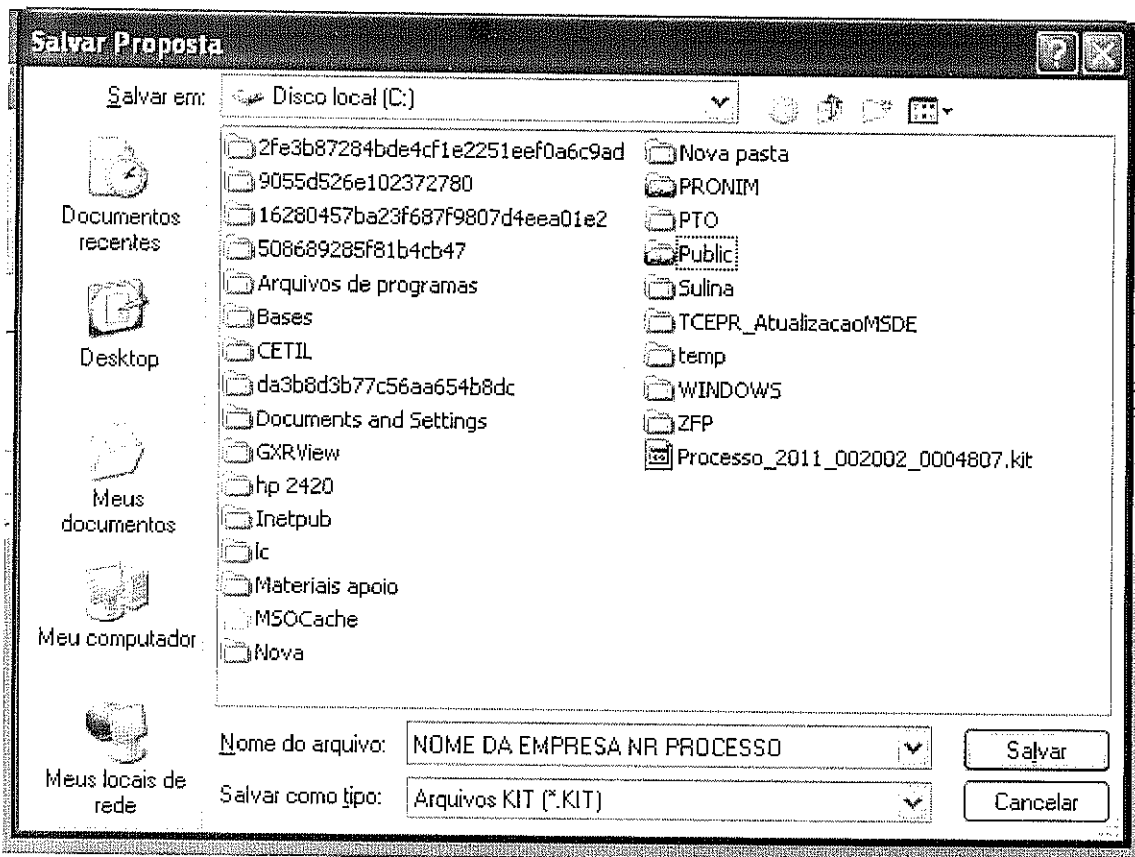 Salvar Proposta
Salvar em:
Disco local (C:)
Documentos
recentes
Desktop
Meus
documentos
Meu computador
Meus locais de
rede
2fe3b87284bde4cf1e2251eef0a6c9ad
9055d526e102372780
16280457ba23f687f9807d4eea01e2
508689285f81b4cb47
Arquivos de programas
Bases
CETIL
da3b8d3b77c56aa654b8dc
Documents and Settings
GXRView
hp 2420
Inetpub
lc
Materiais apoio
MSOCache
Nova
Nova pasta
PRONIM
PTO
Public
Sulina
TCEPR_AtualizacaoMSDE
temp
WINDOWS
ZFP
Processo_2011_002002_0004807.kit
Nome do arquivo:
NOME DA EMPRESA NR PROCESSO
Salvar
Salvar como tipo:
Arquivos KIT (*.KIT)
Cancelar